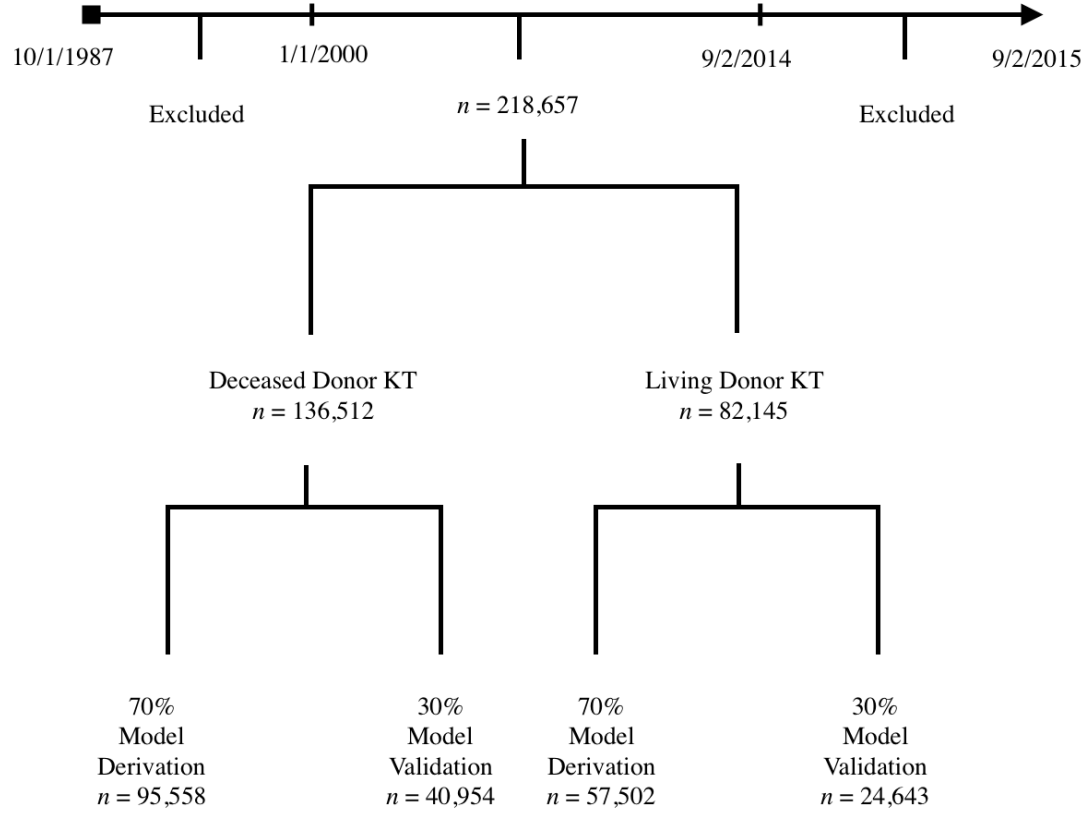 10/1/1987
1/1/2000
9/2/2014
9/2/2015
Excluded
n = 218,657
Excluded
Deceased Donor KT
n = 136,512
Living Donor KT
n = 82,145
70%
Model
Derivation
n = 95,558
30%
Model
Validation
n = 40,954
70%
Model
Derivation
n = 57,502
30%
Model
Validation
n = 24,643